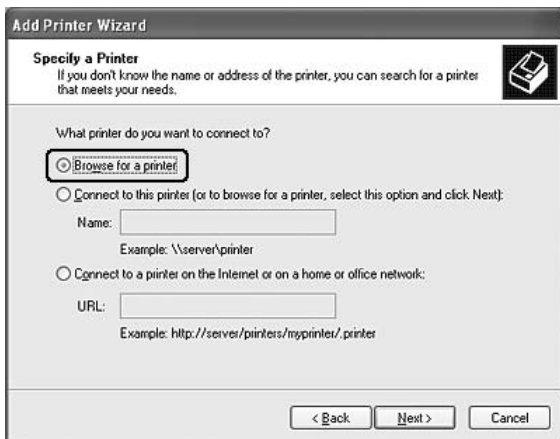 Add Printer Wizard
Specify a Printer
If you don't know the name or address of the printer, you can search for a printer
that meets your needs.
What printer do you want to connect to?
Browse for a printer
Connect to this printer (or to browse for a printer, select this option and click Next):
Name:
Example: \\server\printer
Connect to a printer on the Internet or on a home or office network:
URL:
Example: http://server/printers/myprinter/.printer
< Back Next > Cancel